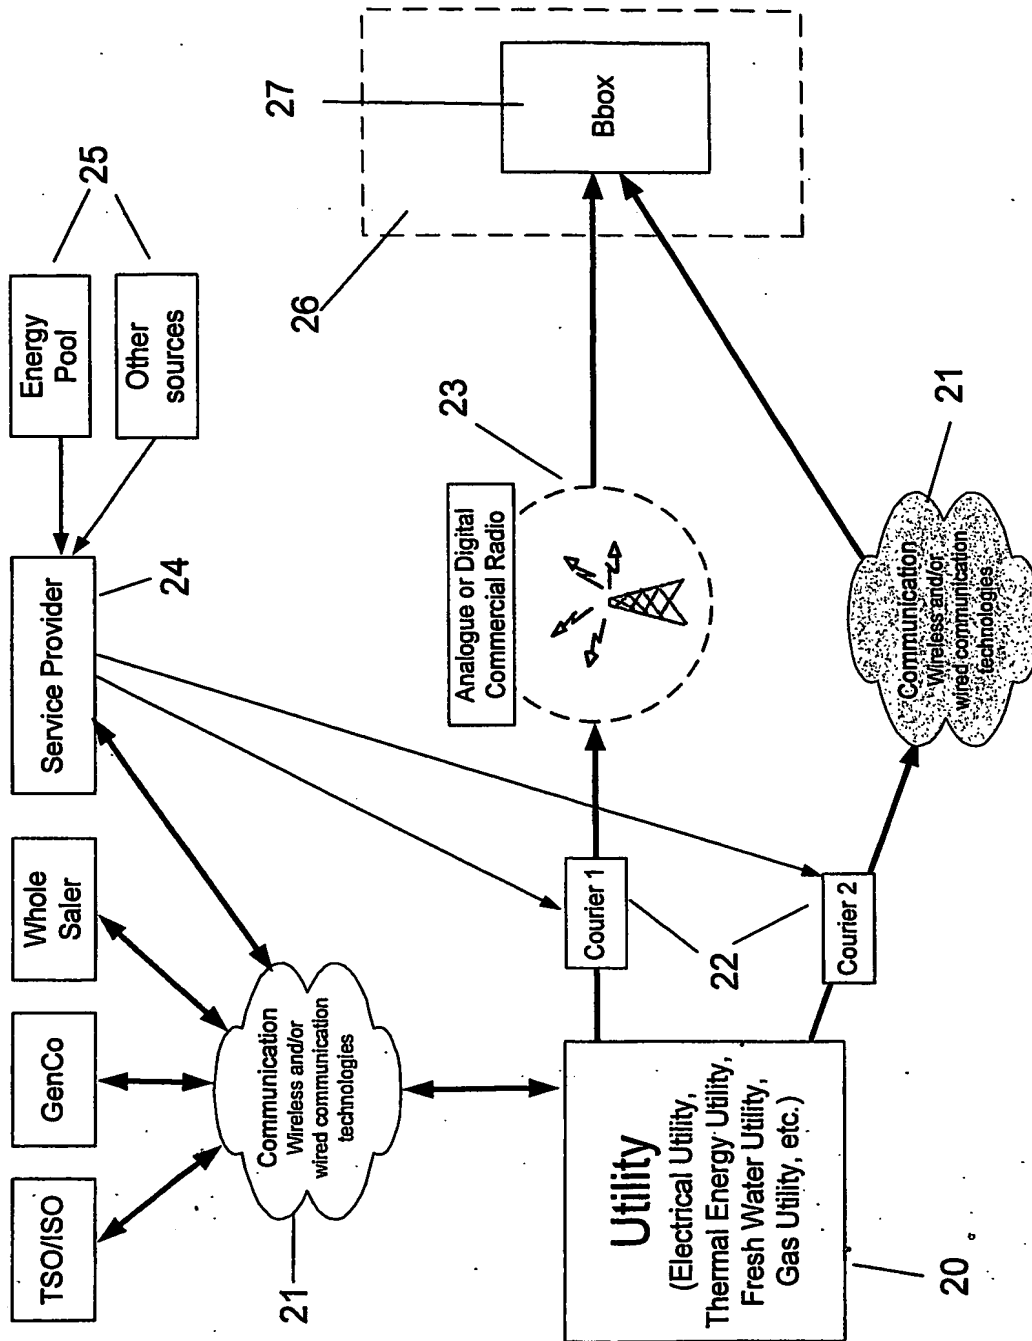 TSO/ISO
GenCo
Whole
Saler
Service Provider
24
Energy
Pool
Other
sources
25
21
Communication
Wireless and/or
wired communication
technologies
Utility
(Electrical Utility,
Thermal Energy Utility,
Fresh Water Utility,
Gas Utility, etc.)
20
Courier 1
22
Courier 2
Analogue or Digital
Commercial Radio
23
Communication
Wireless and/or
wired communication
technologies
21
26
27
Bbox